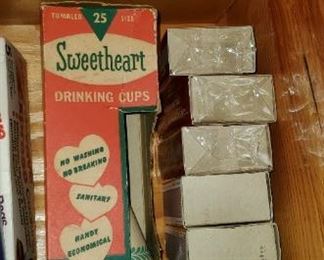 TUMBLER 25 SIZE
Sweetheart
DRINKING CUPS
NO WASHING
NO BREAKING
SANITARY
HANDY
ECONOMICAL